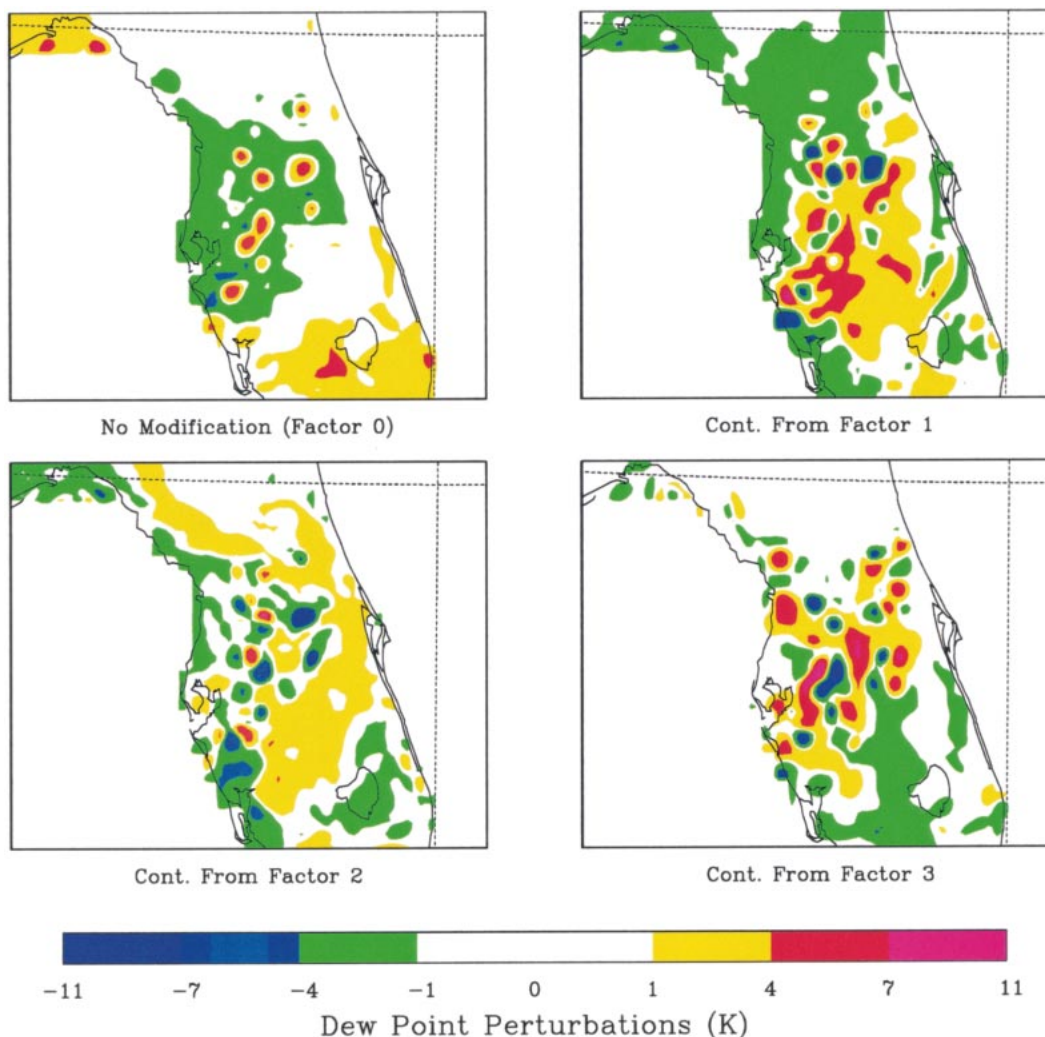 No Modification (Factor 0)
Cont. From Factor 1
Cont. From Factor 2
Cont. From Factor 3
−11 −7 −4 −1 0 1 4 7 11
Dew Point Perturbations (K)